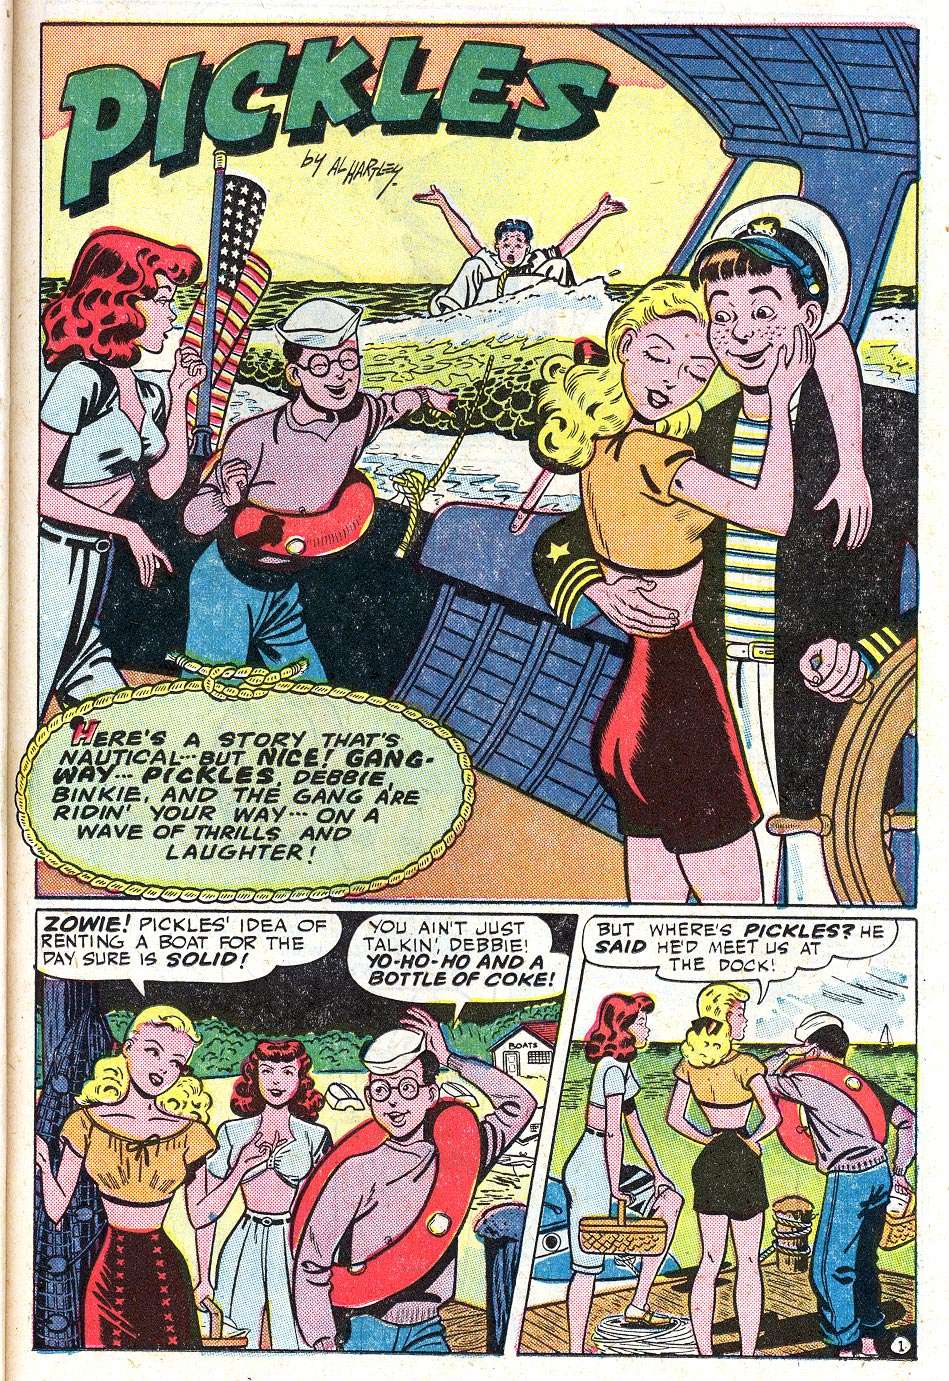 PICKLES
by AL HARTLEY.
HERE'S A STORY THAT'S
NAUTICAL---BUT NICE! GANG-
WAY--- PICKLES, DEBBIE,
BINKIE, AND THE GANG ARE
RIDIN' YOUR WAY--- ON A
WAVE OF THRILLS AND
LAUGHTER!
ZOWIE! PICKLES' IDEA OF
RENTING A BOAT FOR THE
DAY SURE IS SOLID!
YOU AIN'T JUST
TALKIN', DEBBIE!
YO-HO-HO AND A
BOTTLE OF COKE!
BOATS
BUT WHERE'S PICKLES? HE
SAID HE'D MEET US AT
THE DOCK!
1